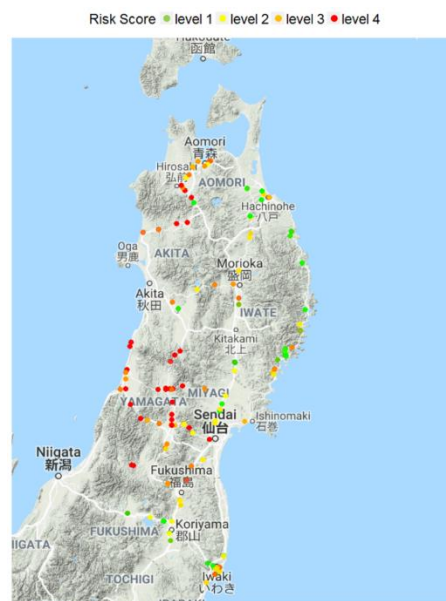 Risk Score level 1 level 2 level 3 level 4
函館
Aomori
青森
Hirosaki
弘前
AOMORI
Hachinohe
八戸
Oga
男鹿
AKITA
Morioka
盛岡
Akita
秋田
IWATE
Kitakami
北上
MIYAGI
YAMAGATA
Sendai
仙台
Ishinomaki
石巻
Niigata
新潟
Fukushima
福島
FUKUSHIMA
Koriyama
郡山
NIIGATA
TOCHIGI
Iwaki
いわき